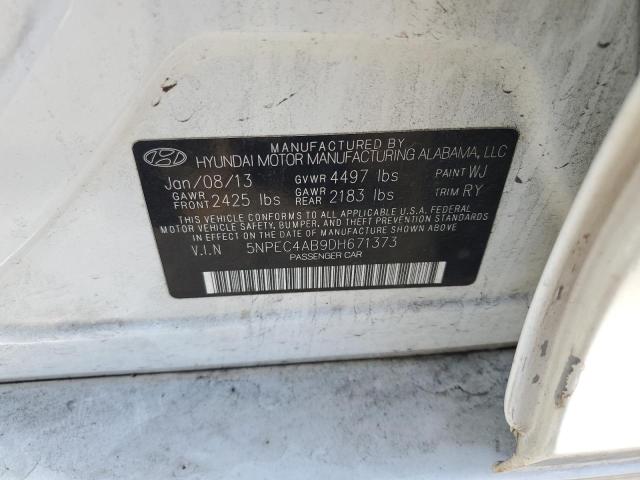 MANUFACTURED BY
HYUNDAI MOTOR MANUFACTURING ALABAMA, LLC
Jan/08/13 GVWR 4497 lbs PAINT WJ
GAWR FRONT 2425 lbs GAWR REAR 2183 lbs TRIM RY
THIS VEHICLE CONFORMS TO ALL APPLICABLE U.S.A. FEDERAL
MOTOR VEHICLE SAFETY, BUMPER, AND THEFT PREVENTION STANDARDS
IN EFFECT ON THE DATE OF MANUFACTURE SHOWN ABOVE.
V.I.N 5NPEC4AB9DH671373
PASSENGER CAR